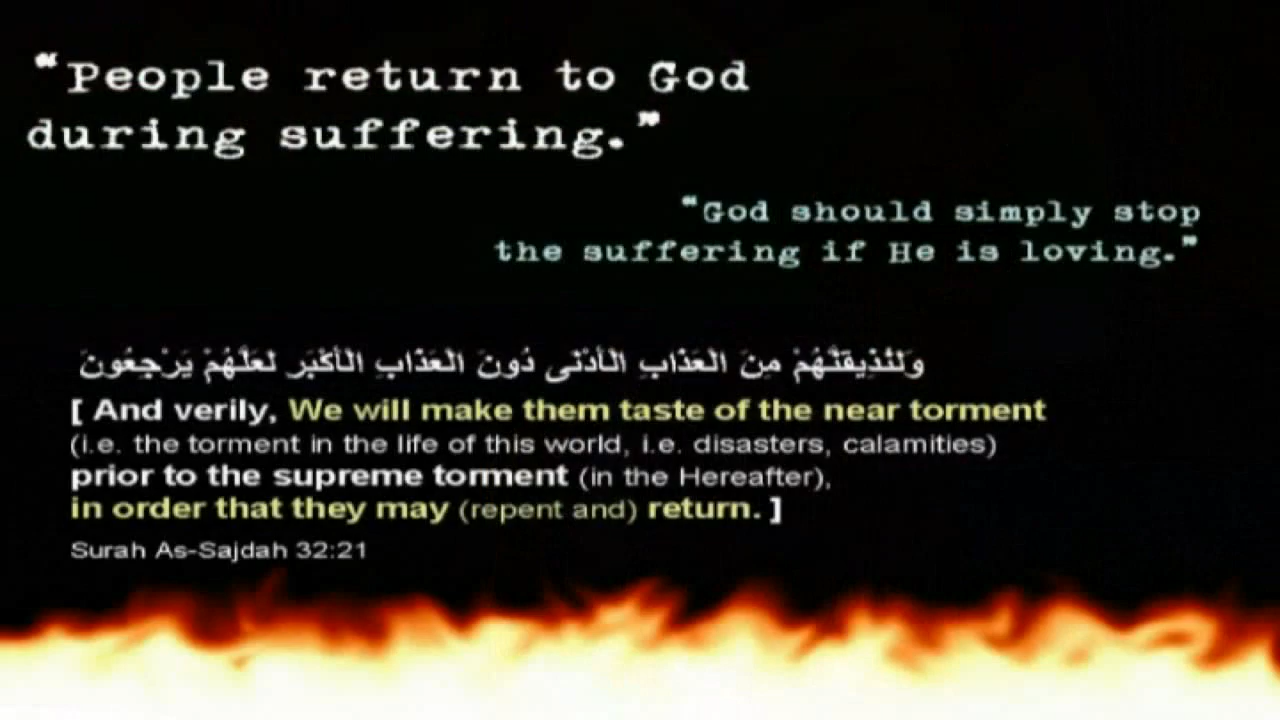 “People return to God
during suffering.”
“God should simply stop
the suffering if He is loving.”
وَلَنُذِيقَنَّهُمْ مِنَ الْعَذَابِ الْأَدْنَى دُونَ الْعَذَابِ الْأَكْبَرِ لَعَلَّهُمْ يَرْجِعُونَ
[ And verily, We will make them taste of the near torment
(i.e. the torment in the life of this world, i.e. disasters, calamities)
prior to the supreme torment (in the Hereafter),
in order that they may (repent and) return. ]
Surah As-Sajdah 32:21